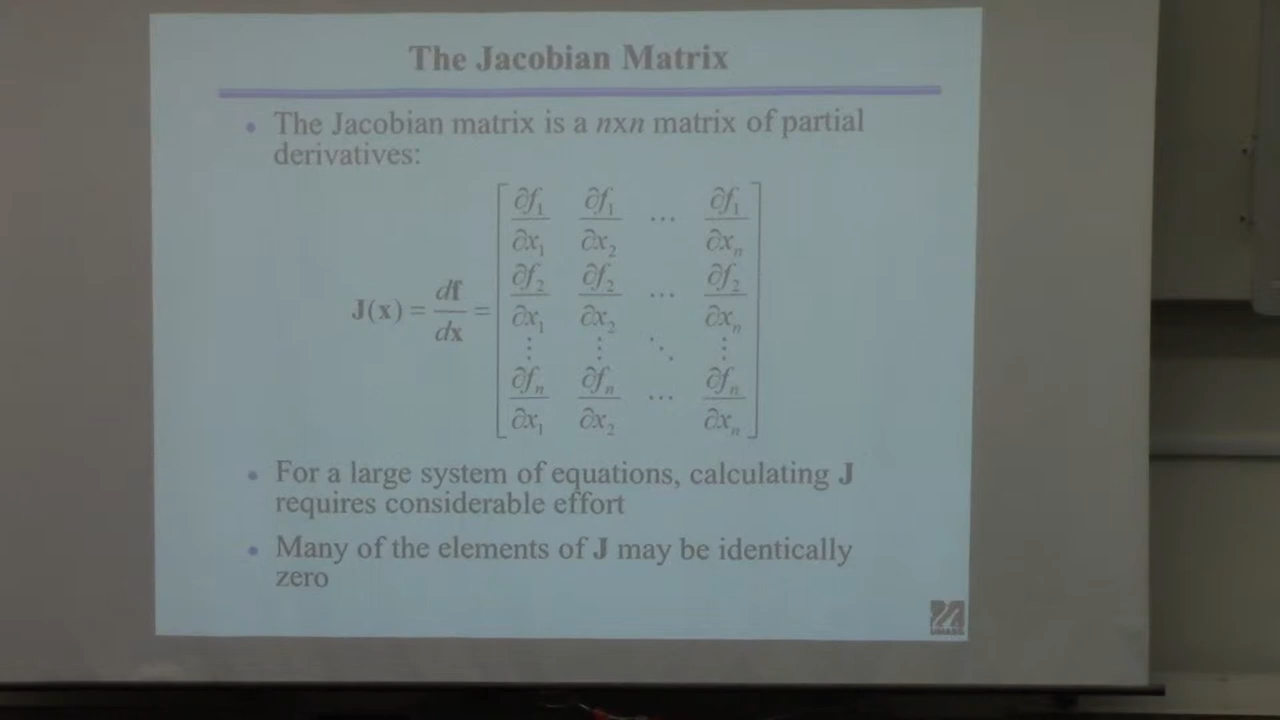 The Jacobian Matrix
• The Jacobian matrix is a nxn matrix of partial
derivatives:
J(x) = df/dx = [ ∂f₁/∂x₁ ∂f₁/∂x₂ ... ∂f₁/∂xₙ
∂f₂/∂x₁ ∂f₂/∂x₂ ... ∂f₂/∂xₙ
⋮ ⋮ ⋱ ⋮
∂fₙ/∂x₁ ∂fₙ/∂x₂ ... ∂fₙ/∂xₙ ]
• For a large system of equations, calculating J
requires considerable effort
• Many of the elements of J may be identically
zero
UMASS